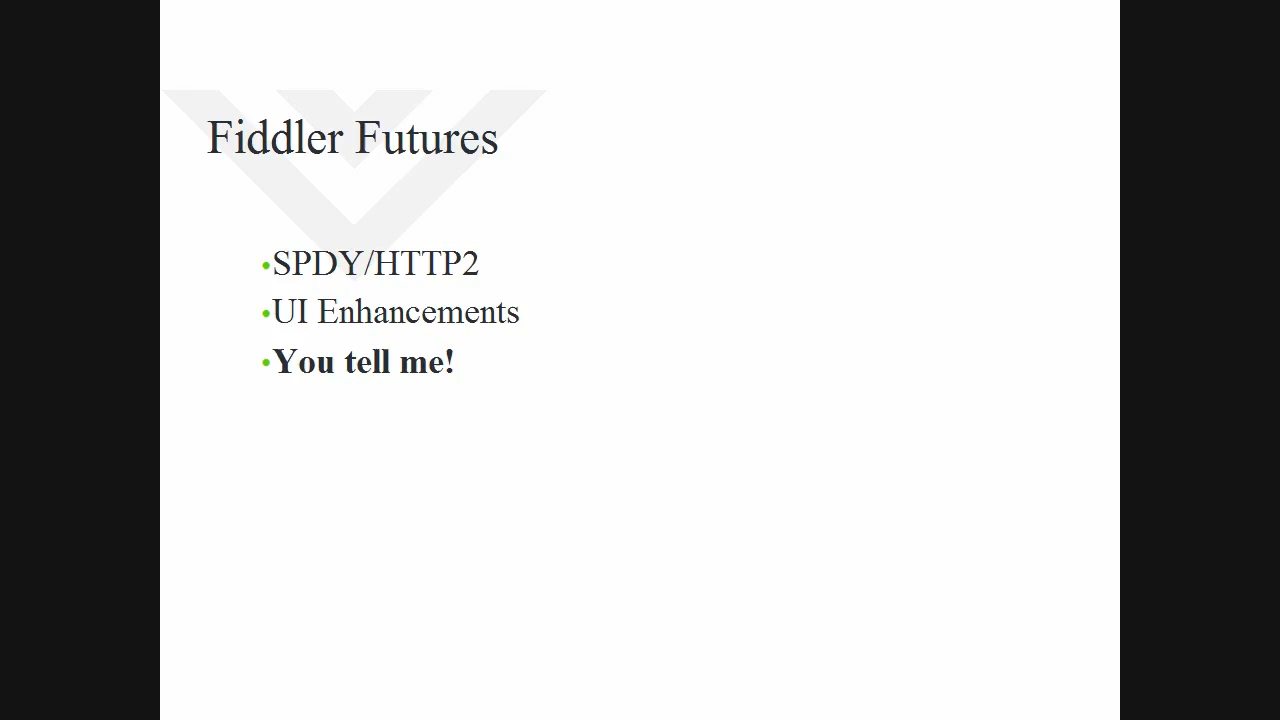 Fiddler Futures
•SPDY/HTTP2
•UI Enhancements
•You tell me!